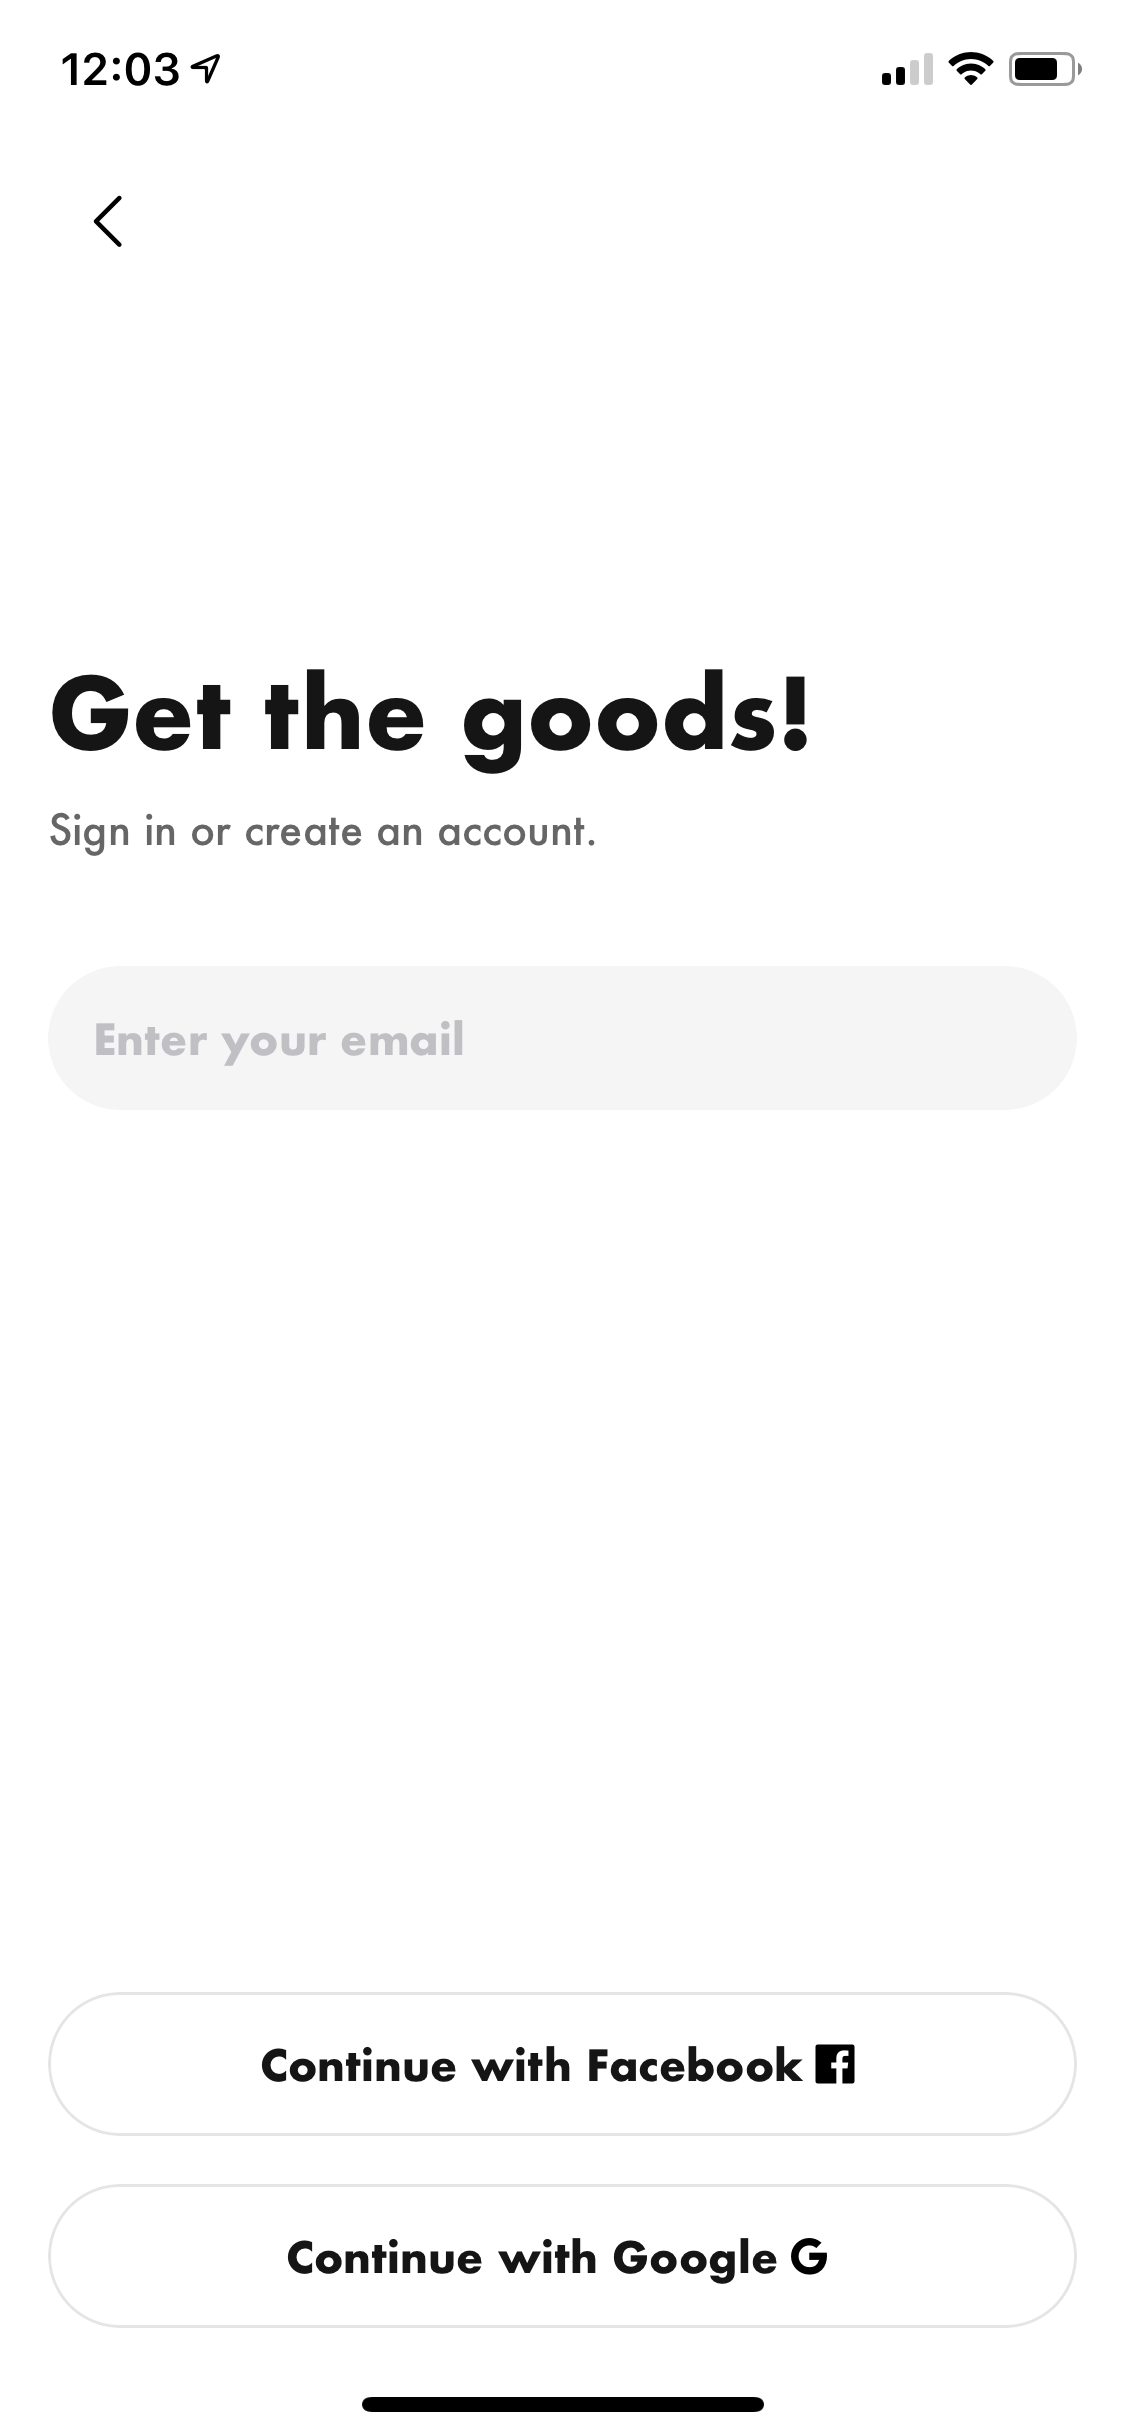 12:03
Get the goods!
Sign in or create an account.
Enter your email
Continue with Facebook
Continue with Google G